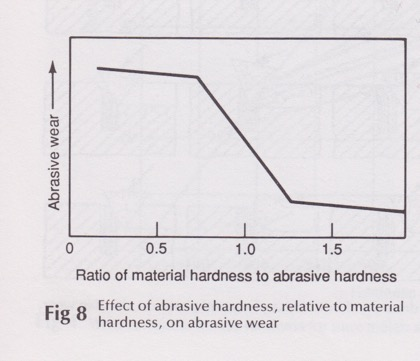 Abrasive wear
0 0.5 1.0 1.5
Ratio of material hardness to abrasive hardness
Fig 8 Effect of abrasive hardness, relative to material
hardness, on abrasive wear